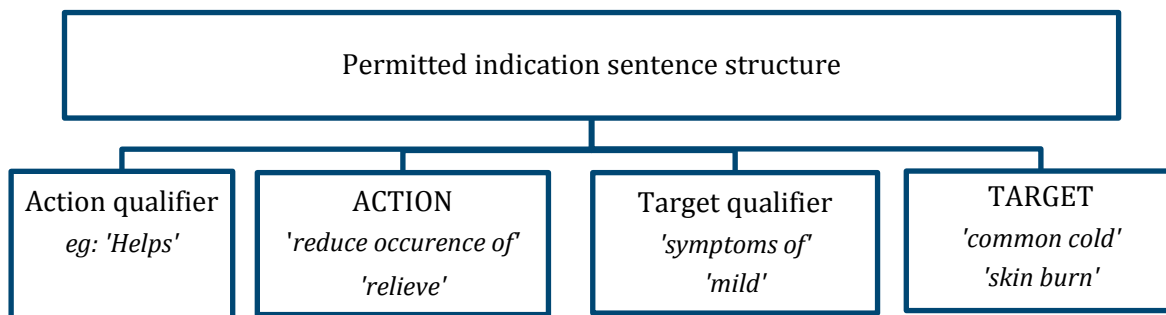 Permitted indication sentence structure
Action qualifier
eg: 'Helps'
ACTION
'reduce occurence of'
'relieve'
Target qualifier
'symptoms of'
'mild'
TARGET
'common cold'
'skin burn'